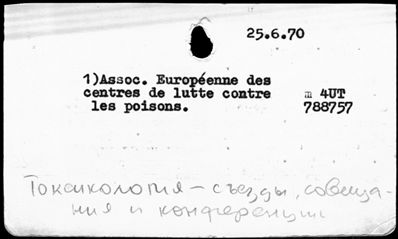 25.6.70
1)Assoc. Européenne des
centres de lutte contre m 4UT
les poisons. 788757
Токсикология – съезды, совеща-
ния и конференции